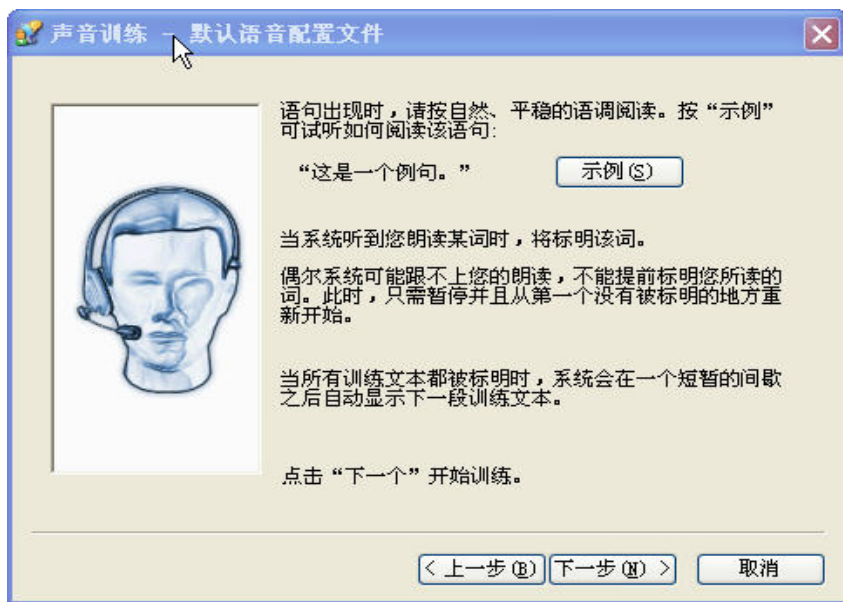 声音训练 - 默认语音配置文件
语句出现时，请按自然、平稳的语调阅读。按“示例”
可试听如何阅读该语句:
“这是一个例句。”
示例(S)
当系统听到您朗读某词时，将标明该词。
偶尔系统可能跟不上您的朗读，不能提前标明您所读的
词。此时，只需暂停并且从第一个没有被标明的地方重
新开始。
当所有训练文本都被标明时，系统会在一个短暂的间歇
之后自动显示下一段训练文本。
点击“下一个”开始训练。
< 上一步(B) 下一步(N) > 取消